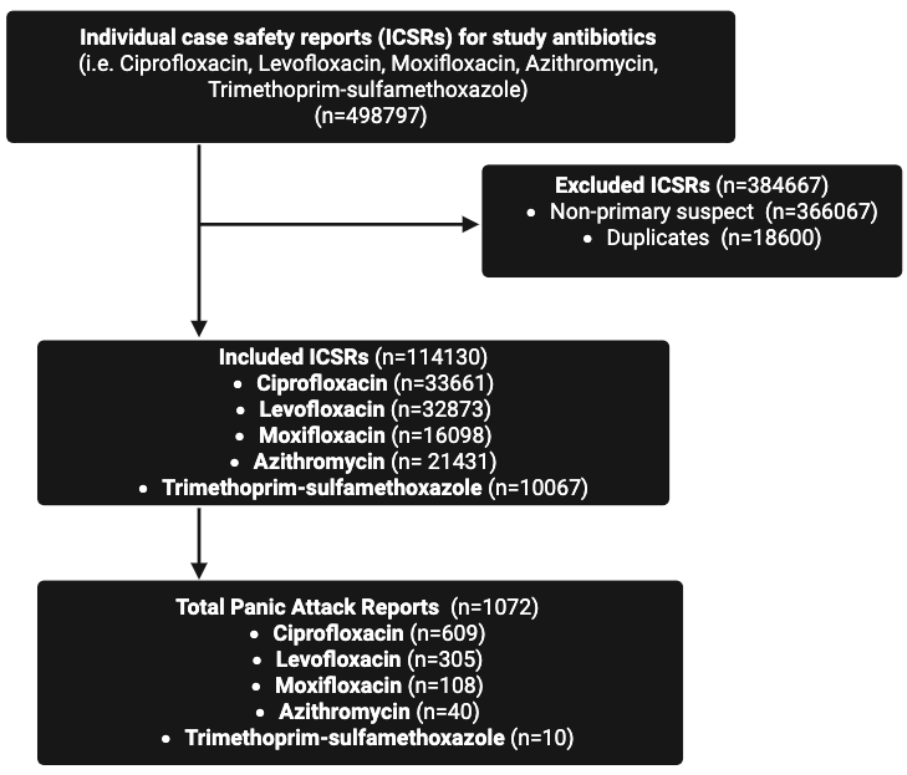 Individual case safety reports (ICSRs) for study antibiotics
(i.e. Ciprofloxacin, Levofloxacin, Moxifloxacin, Azithromycin,
Trimethoprim-sulfamethoxazole)
(n=498797)
Excluded ICSRs (n=384667)
• Non-primary suspect (n=366067)
• Duplicates (n=18600)
Included ICSRs (n=114130)
• Ciprofloxacin (n=33661)
• Levofloxacin (n=32873)
• Moxifloxacin (n=16098)
• Azithromycin (n= 21431)
• Trimethoprim-sulfamethoxazole (n=10067)
Total Panic Attack Reports (n=1072)
• Ciprofloxacin (n=609)
• Levofloxacin (n=305)
• Moxifloxacin (n=108)
• Azithromycin (n=40)
• Trimethoprim-sulfamethoxazole (n=10)